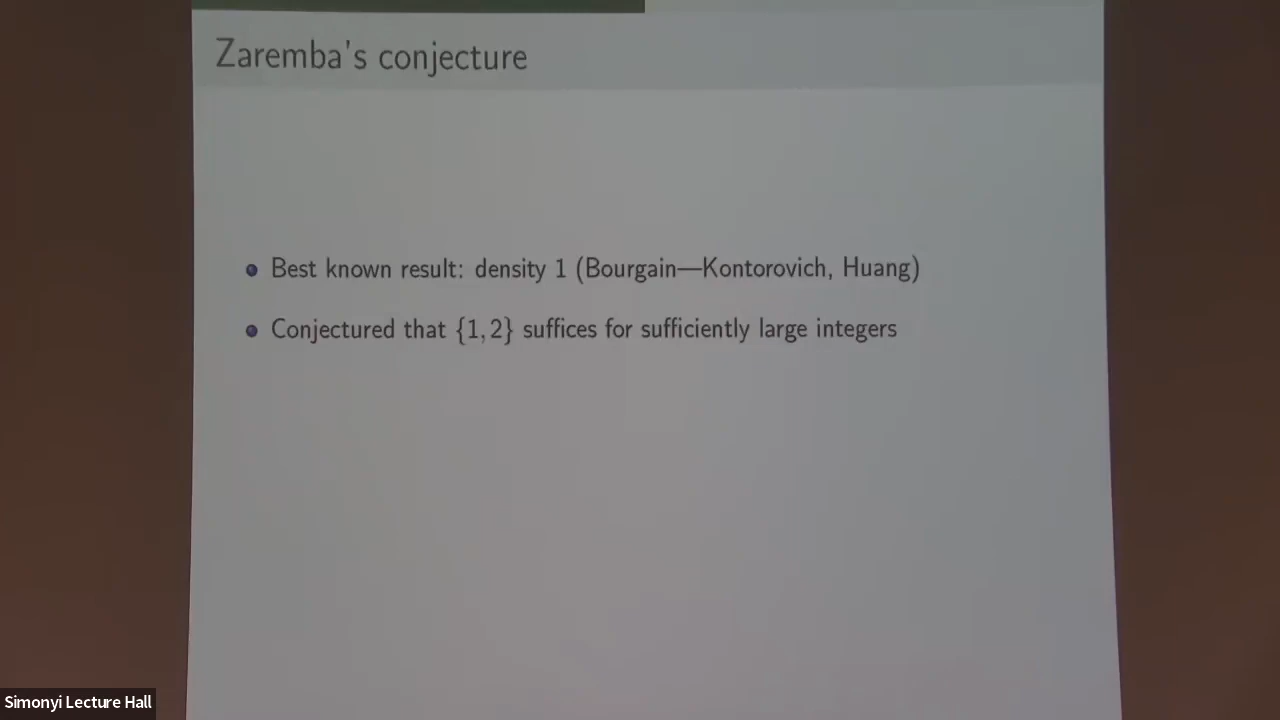 Zaremba's conjecture
Best known result: density 1 (Bourgain—Kontorovich, Huang)
Conjectured that {1, 2} suffices for sufficiently large integers
Simonyi Lecture Hall